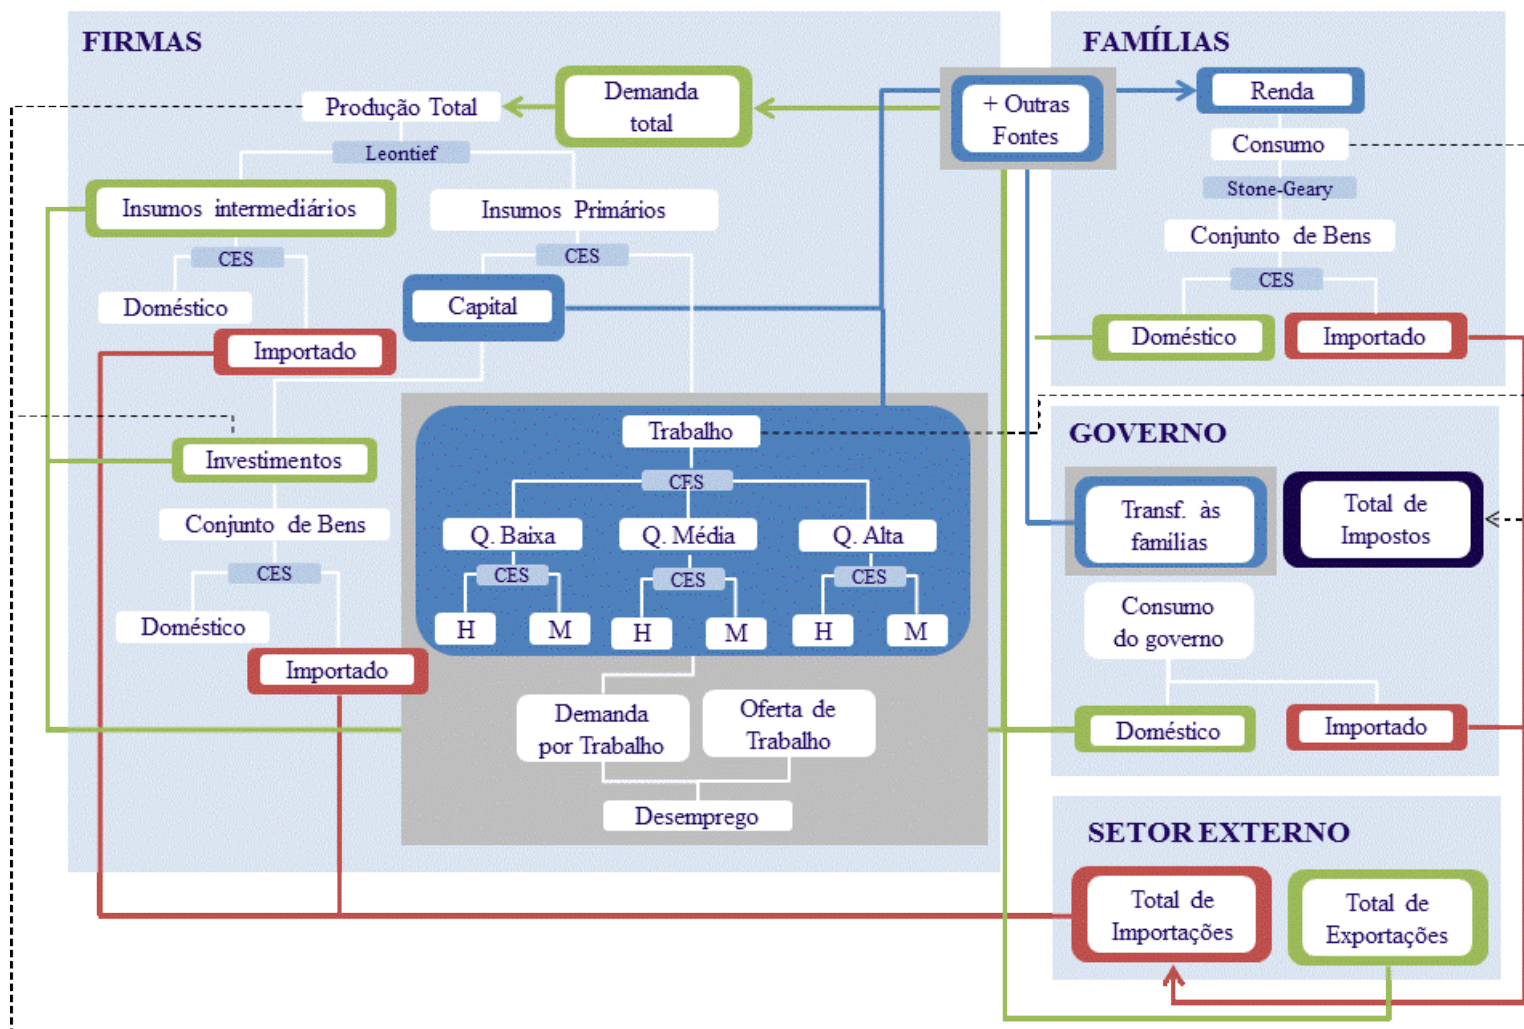 FIRMAS
Produção Total
Demanda
total
Leontief
Insumos intermediários
Insumos Primários
CES
CES
Doméstico
Capital
Importado
Investimentos
Conjunto de Bens
CES
Doméstico
Importado
Trabalho
CES
Q. Baixa
Q. Média
Q. Alta
CES
CES
CES
H
M
H
M
H
M
Demanda
por Trabalho
Oferta de
Trabalho
Desemprego
+ Outras
Fontes
FAMÍLIAS
Renda
Consumo
Stone-Geary
Conjunto de Bens
CES
Doméstico
Importado
GOVERNO
Transf. às
famílias
Total de
Impostos
Consumo
do governo
Doméstico
Importado
SETOR EXTERNO
Total de
Importações
Total de
Exportações